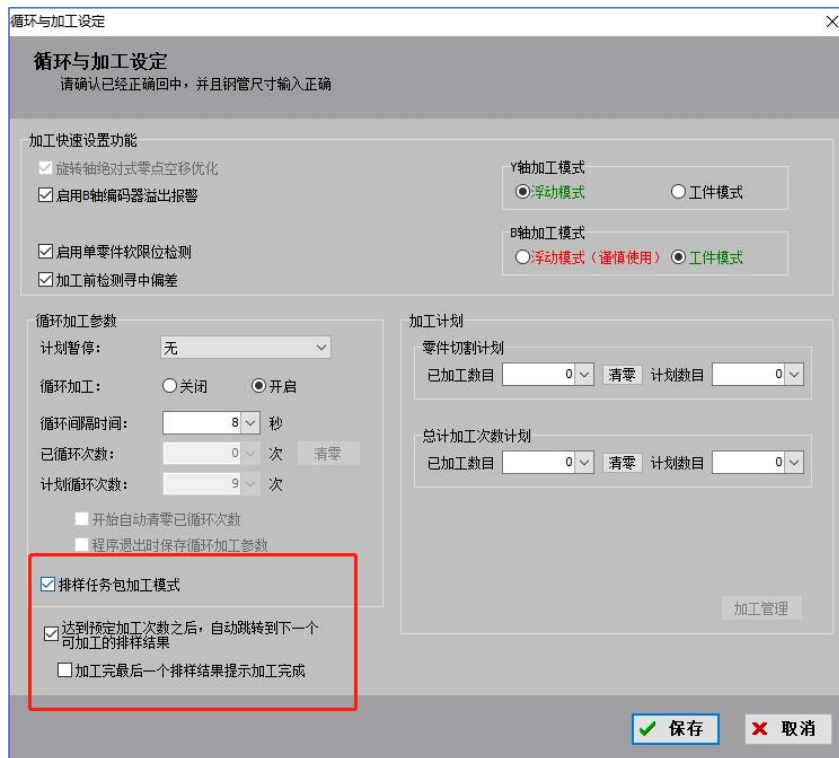 循环与加工设定
循环与加工设定
请确认已经正确回中，并且钢管尺寸输入正确
加工快速设置功能
旋转轴绝对式零点空移优化
启用B轴编码器溢出报警
启用单零件软限位检测
加工前检测寻中偏差
Y轴加工模式
浮动模式 工件模式
B轴加工模式
浮动模式（谨慎使用） 工件模式
循环加工参数
计划暂停： 无
循环加工： 关闭 开启
循环间隔时间： 8 秒
已循环次数： 0 次 清零
计划循环次数： 9 次
开始自动清零已循环次数
程序退出时保存循环加工参数
排样任务包加工模式
达到预定加工次数之后，自动跳转到下一个
可加工的排样结果
加工完最后一个排样结果提示加工完成
加工计划
零件切割计划
已加工数目 0 清零 计划数目 0
总计加工次数计划
已加工数目 0 清零 计划数目 0
加工管理
保存 取消